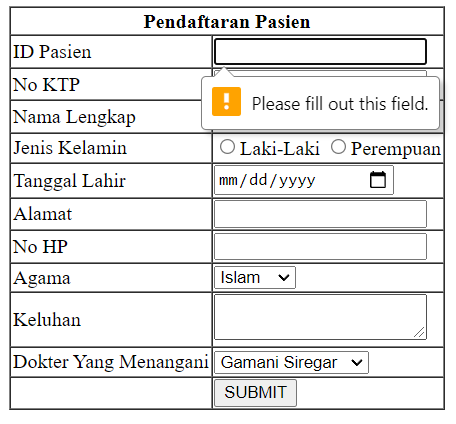 Pendaftaran Pasien
ID Pasien
No KTP
! Please fill out this field.
Nama Lengkap
Jenis Kelamin Laki-Laki Perempuan
Tanggal Lahir mm/dd/yyyy
Alamat
No HP
Agama Islam
Keluhan
Dokter Yang Menangani Gamani Siregar
SUBMIT